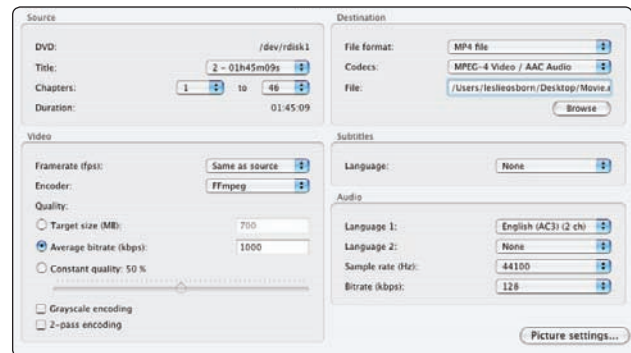 Source
DVD: /dev/rdisk1
Title: 2 - 01h45m09s
Chapters: 1 to 46
Duration: 01:45:09
Video
Framerate (fps): Same as source
Encoder: FFmpeg
Quality:
Target size (MB): 700
Average bitrate (kbps): 1000
Constant quality: 50 %
Grayscale encoding
2-pass encoding
Destination
File format: MP4 file
Codecs: MPEG-4 Video / AAC Audio
File: /Users/leslieosborn/Desktop/Movie.
Browse
Subtitles
Language: None
Audio
Language 1: English (AC3) (2 ch)
Language 2: None
Sample rate (Hz): 44100
Bitrate (kbps): 128
Picture settings...